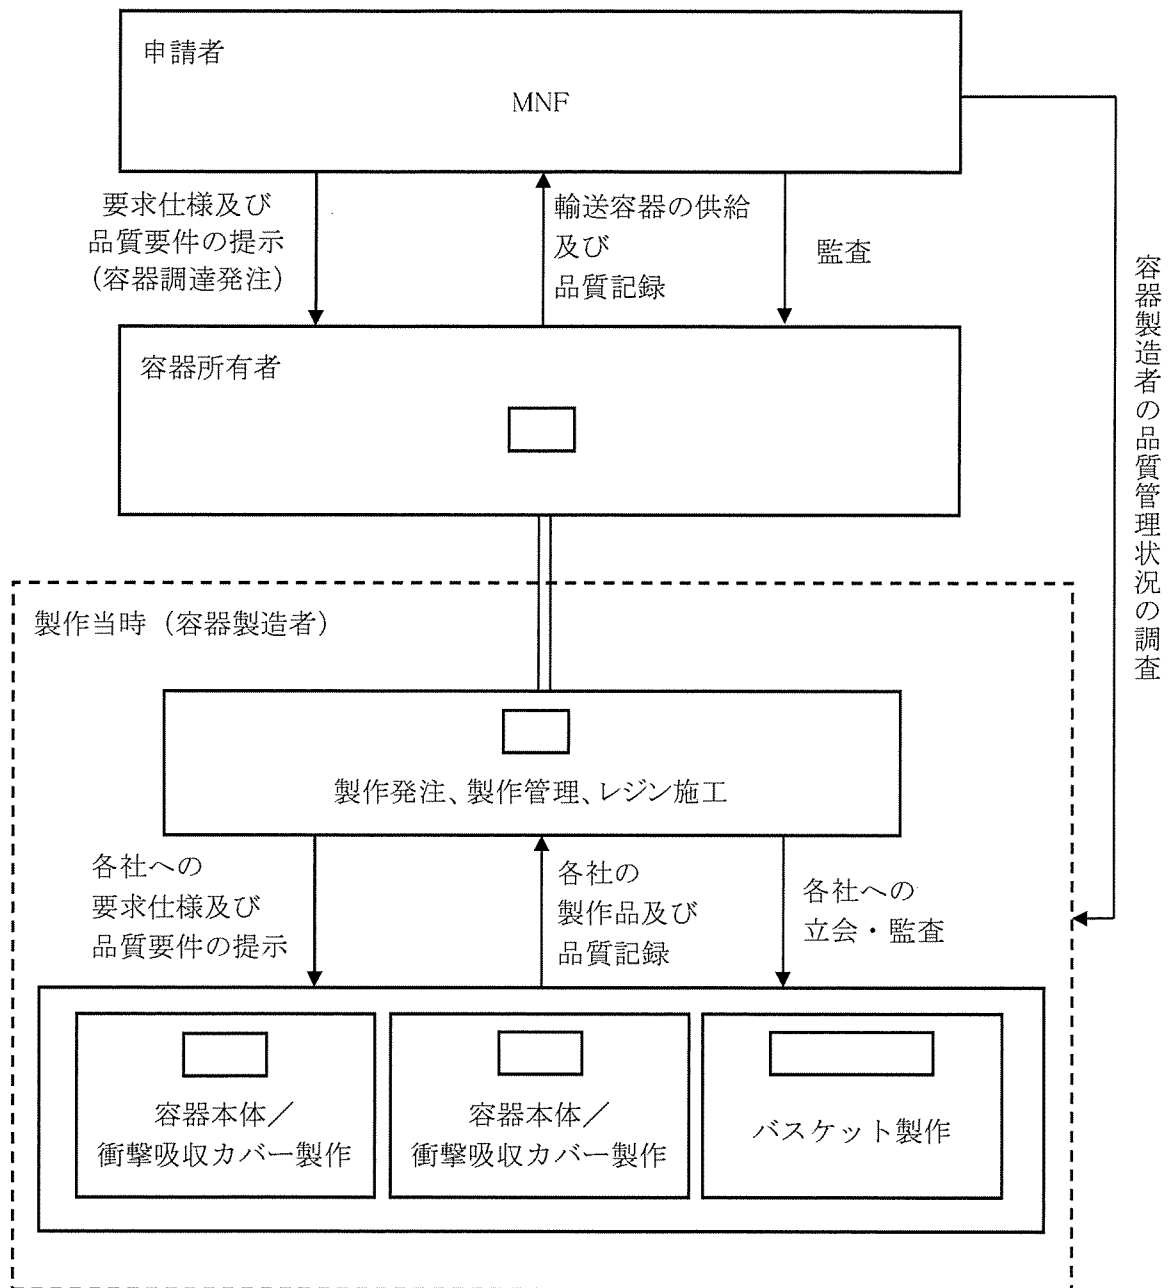 申請者
MNF
要求仕様及び
品質要件の提示
（容器調達発注）
輸送容器の供給
及び
品質記録
監査
容器製造者の品質管理状況の調査
容器所有者
製作当時（容器製造者）
製作発注、製作管理、レジン施工
各社への
要求仕様及び
品質要件の提示
各社の
製作品及び
品質記録
各社への
立会・監査
容器本体／
衝撃吸収カバー製作
容器本体／
衝撃吸収カバー製作
バスケット製作